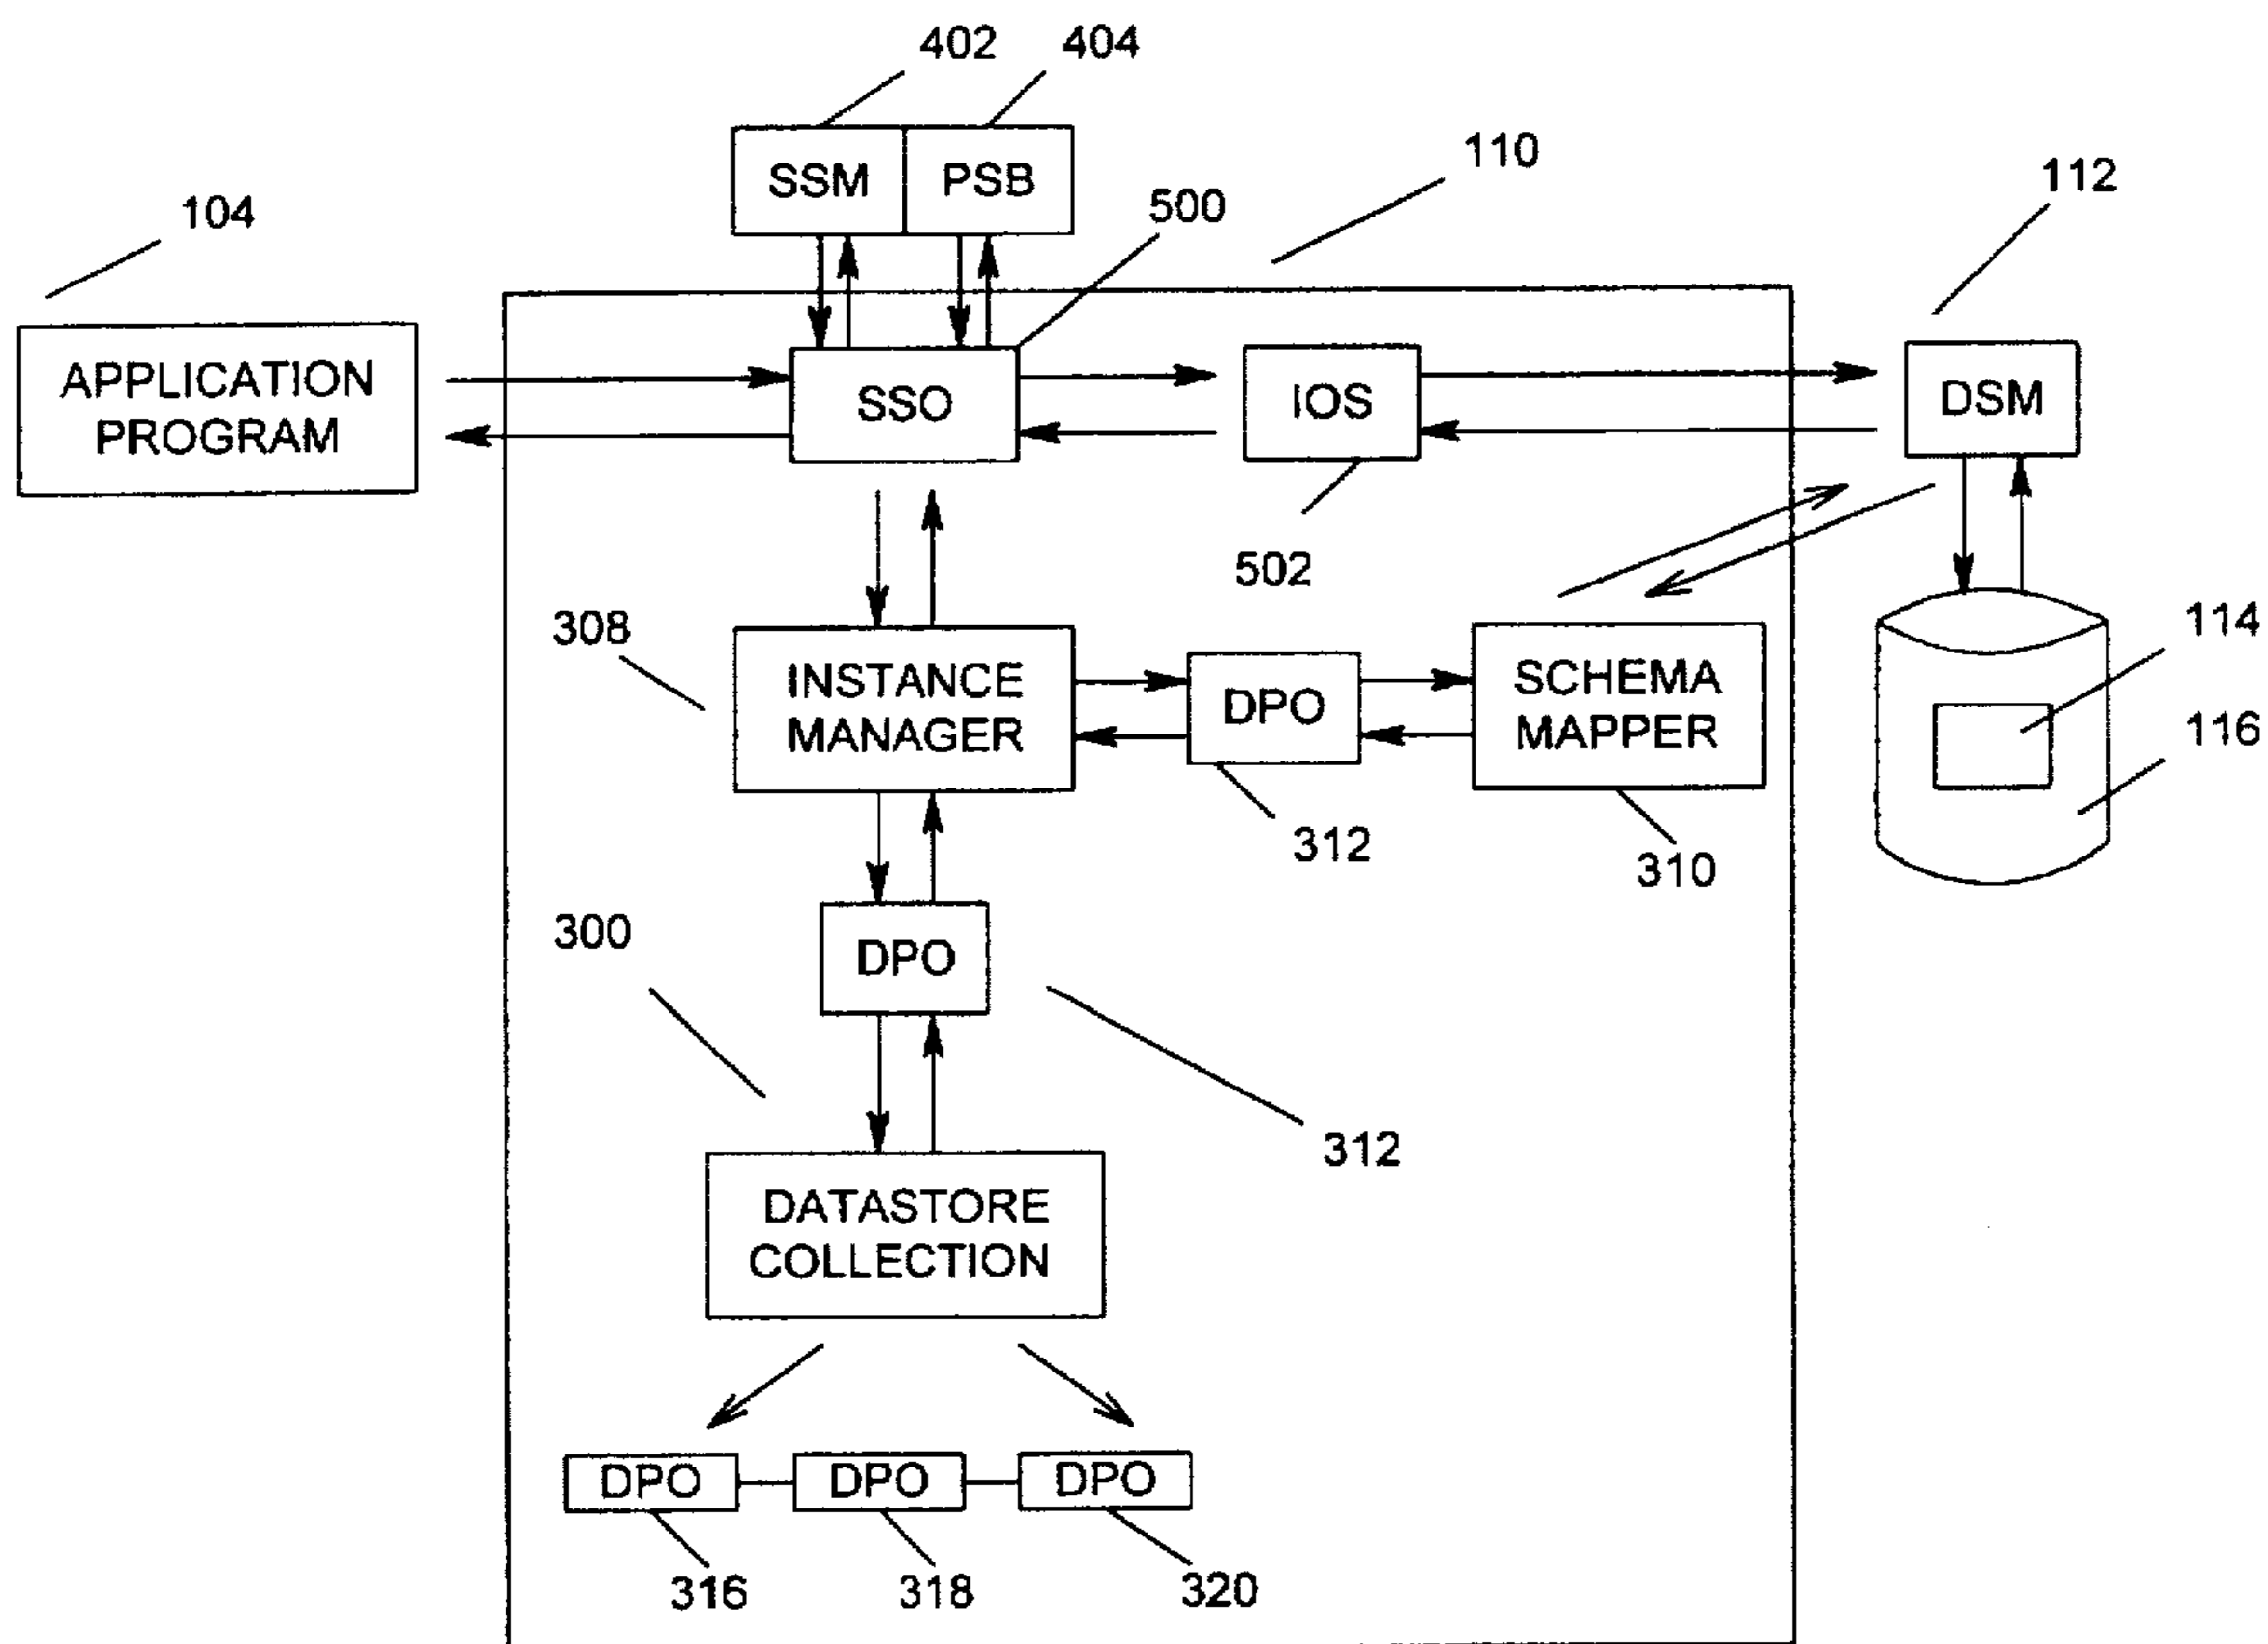 402
404
SSM
PSB
110
112
104
500
APPLICATION
PROGRAM
SSO
IOS
DSM
502
308
114
INSTANCE
MANAGER
DPO
SCHEMA
MAPPER
116
312
310
300
DPO
312
DATASTORE
COLLECTION
DPO
DPO
DPO
316
318
320